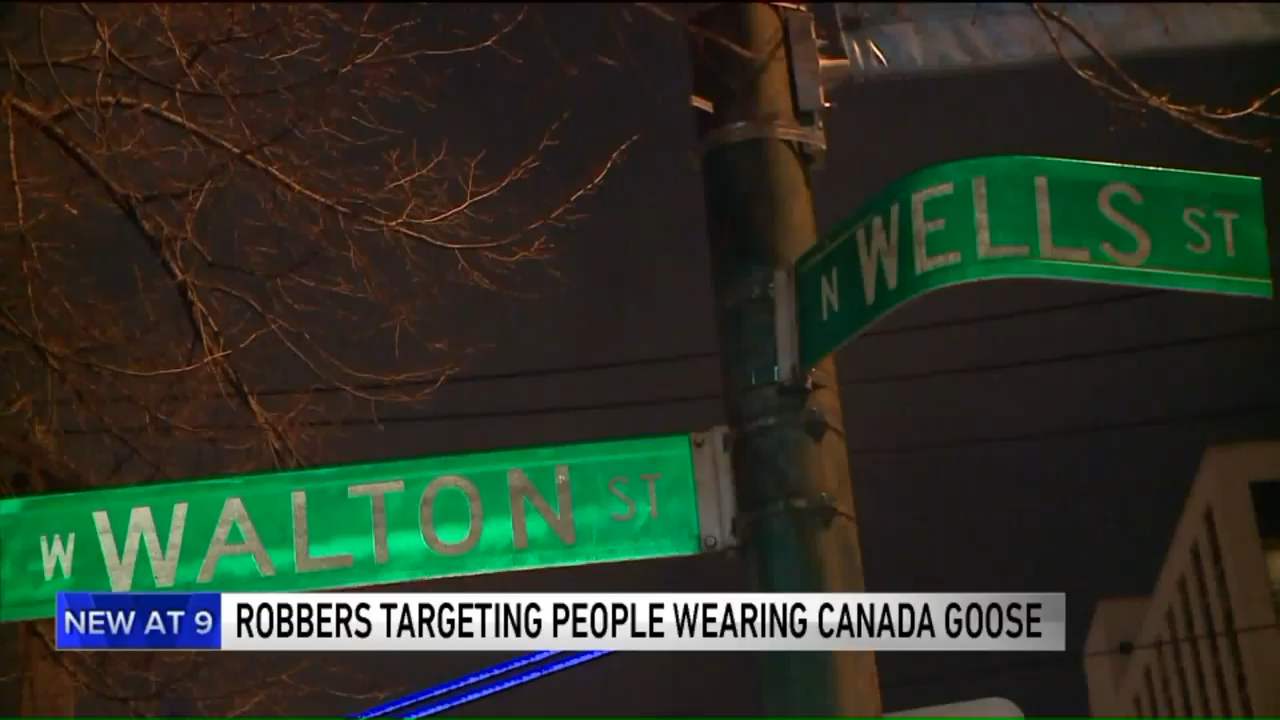 N WELLS ST
W WALTON ST
NEW AT 9
ROBBERS TARGETING PEOPLE WEARING CANADA GOOSE